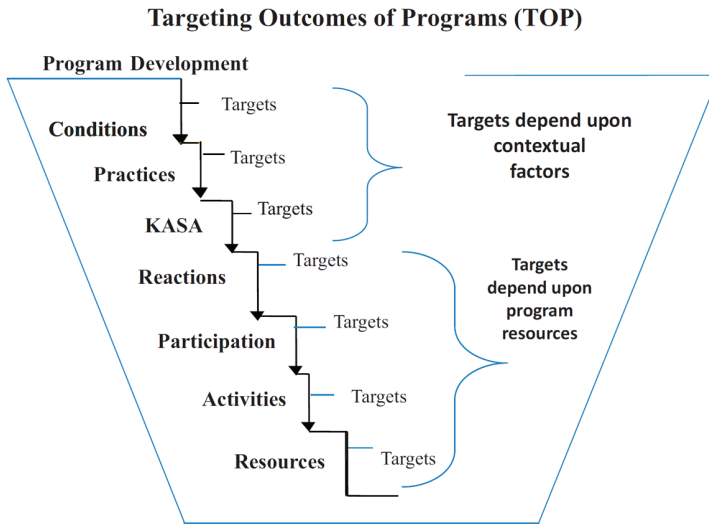 Targeting Outcomes of Programs (TOP)
Program Development
Targets
Conditions
Targets
Practices
Targets
KASA
Targets
Reactions
Targets
Participation
Targets
Activities
Targets
Resources
Targets depend upon
contextual
factors
Targets
depend upon
program
resources